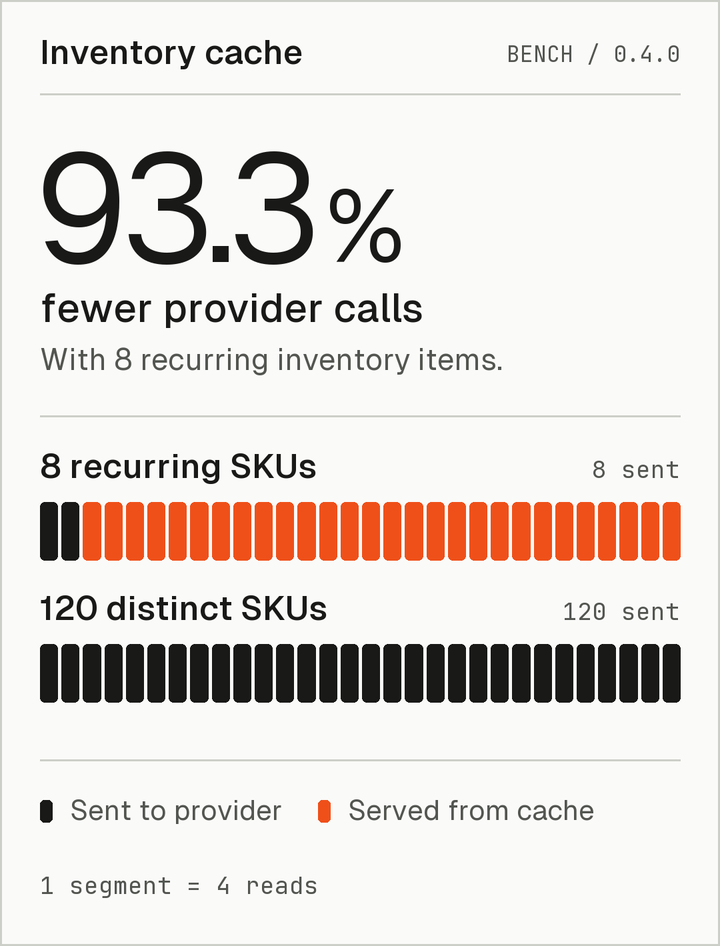 Inventory cache
BENCH / 0.4.0
93.3%
fewer provider calls
With 8 recurring inventory items.
8 recurring SKUs
8 sent
120 distinct SKUs
120 sent
Sent to provider
Served from cache
1 segment = 4 reads